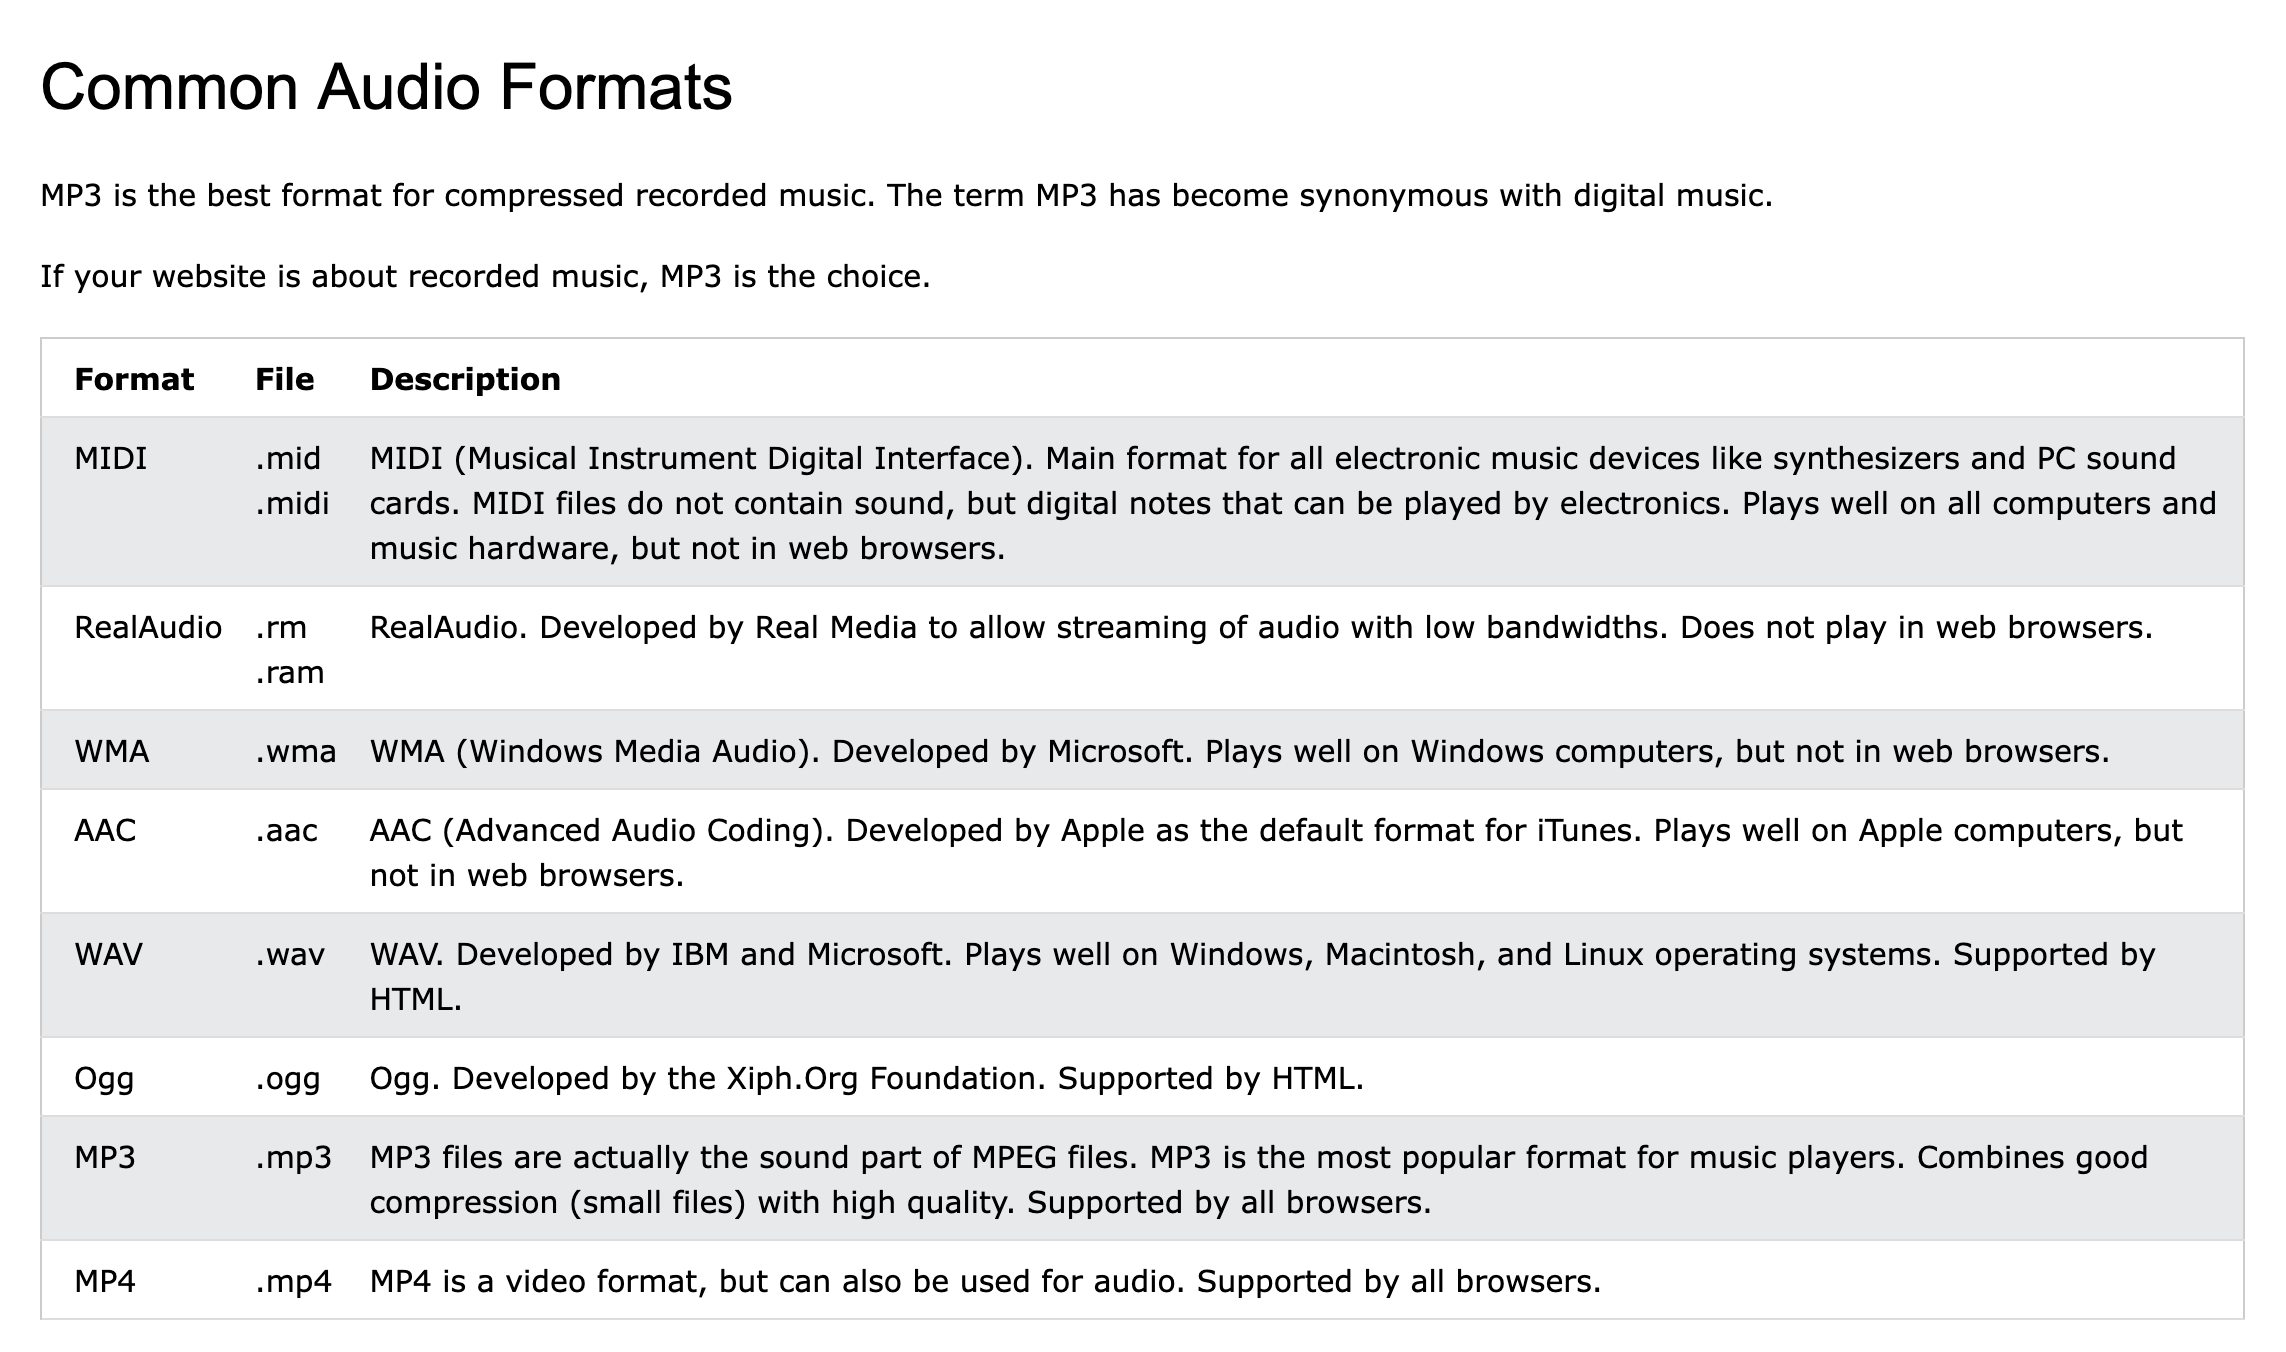 Common Audio Formats
MP3 is the best format for compressed recorded music. The term MP3 has become synonymous with digital music.
If your website is about recorded music, MP3 is the choice.
Format File Description
MIDI .mid MIDI (Musical Instrument Digital Interface). Main format for all electronic music devices like synthesizers and PC sound
.midi cards. MIDI files do not contain sound, but digital notes that can be played by electronics. Plays well on all computers and
music hardware, but not in web browsers.
RealAudio .rm RealAudio. Developed by Real Media to allow streaming of audio with low bandwidths. Does not play in web browsers.
.ram
WMA .wma WMA (Windows Media Audio). Developed by Microsoft. Plays well on Windows computers, but not in web browsers.
AAC .aac AAC (Advanced Audio Coding). Developed by Apple as the default format for iTunes. Plays well on Apple computers, but
not in web browsers.
WAV .wav WAV. Developed by IBM and Microsoft. Plays well on Windows, Macintosh, and Linux operating systems. Supported by
HTML.
Ogg .ogg Ogg. Developed by the Xiph.Org Foundation. Supported by HTML.
MP3 .mp3 MP3 files are actually the sound part of MPEG files. MP3 is the most popular format for music players. Combines good
compression (small files) with high quality. Supported by all browsers.
MP4 .mp4 MP4 is a video format, but can also be used for audio. Supported by all browsers.